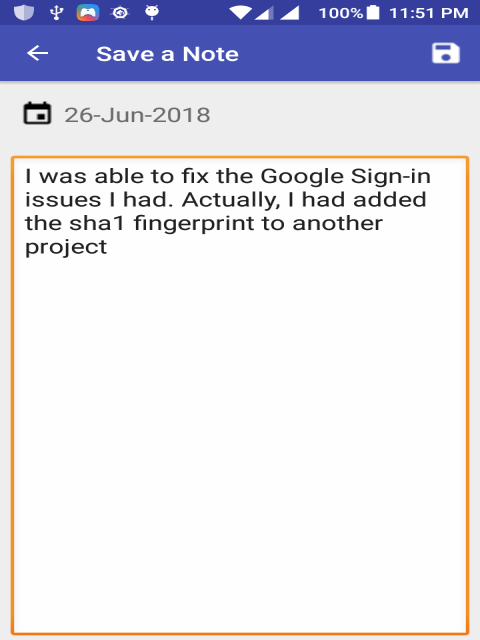 100% 11:51 PM
Save a Note
26-Jun-2018
I was able to fix the Google Sign-in
issues I had. Actually, I had added
the sha1 fingerprint to another
project